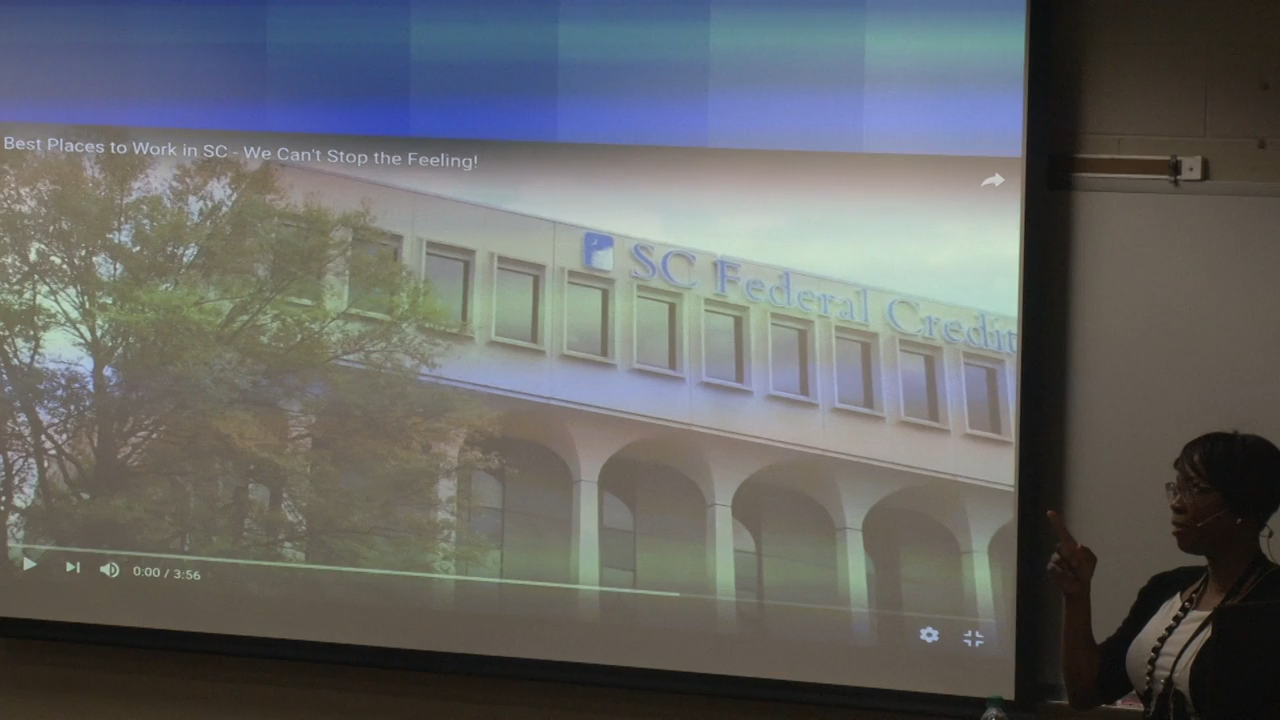 Best Places to Work in SC - We Can't Stop the Feeling!
SC Federal Credit
0:00 / 3:56